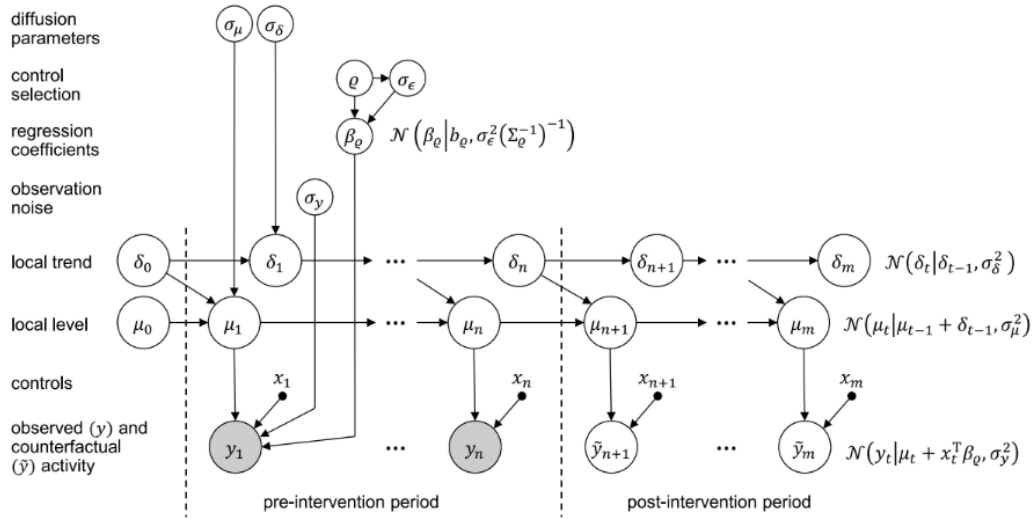 diffusion
parameters
σ_μ σ_δ
control
selection
ϱ σ_ϵ
regression
coefficients
β_ϱ 𝒩(β_ϱ|b_ϱ, σ_ϵ^2(Σ_ϱ^{-1})^{-1})
observation
noise
σ_y
local trend δ_0 δ_1 ··· δ_n δ_{n+1} ··· δ_m 𝒩(δ_t|δ_{t−1}, σ_δ^2)
local level μ_0 μ_1 ··· μ_n μ_{n+1} ··· μ_m 𝒩(μ_t|μ_{t−1} + δ_{t−1}, σ_μ^2)
controls x_1 x_n x_{n+1} x_m
observed (y) and
counterfactual
(ỹ) activity
y_1 ··· y_n ỹ_{n+1} ··· ỹ_m 𝒩(y_t|μ_t + x_t^T β_ϱ, σ_y^2)
pre-intervention period post-intervention period